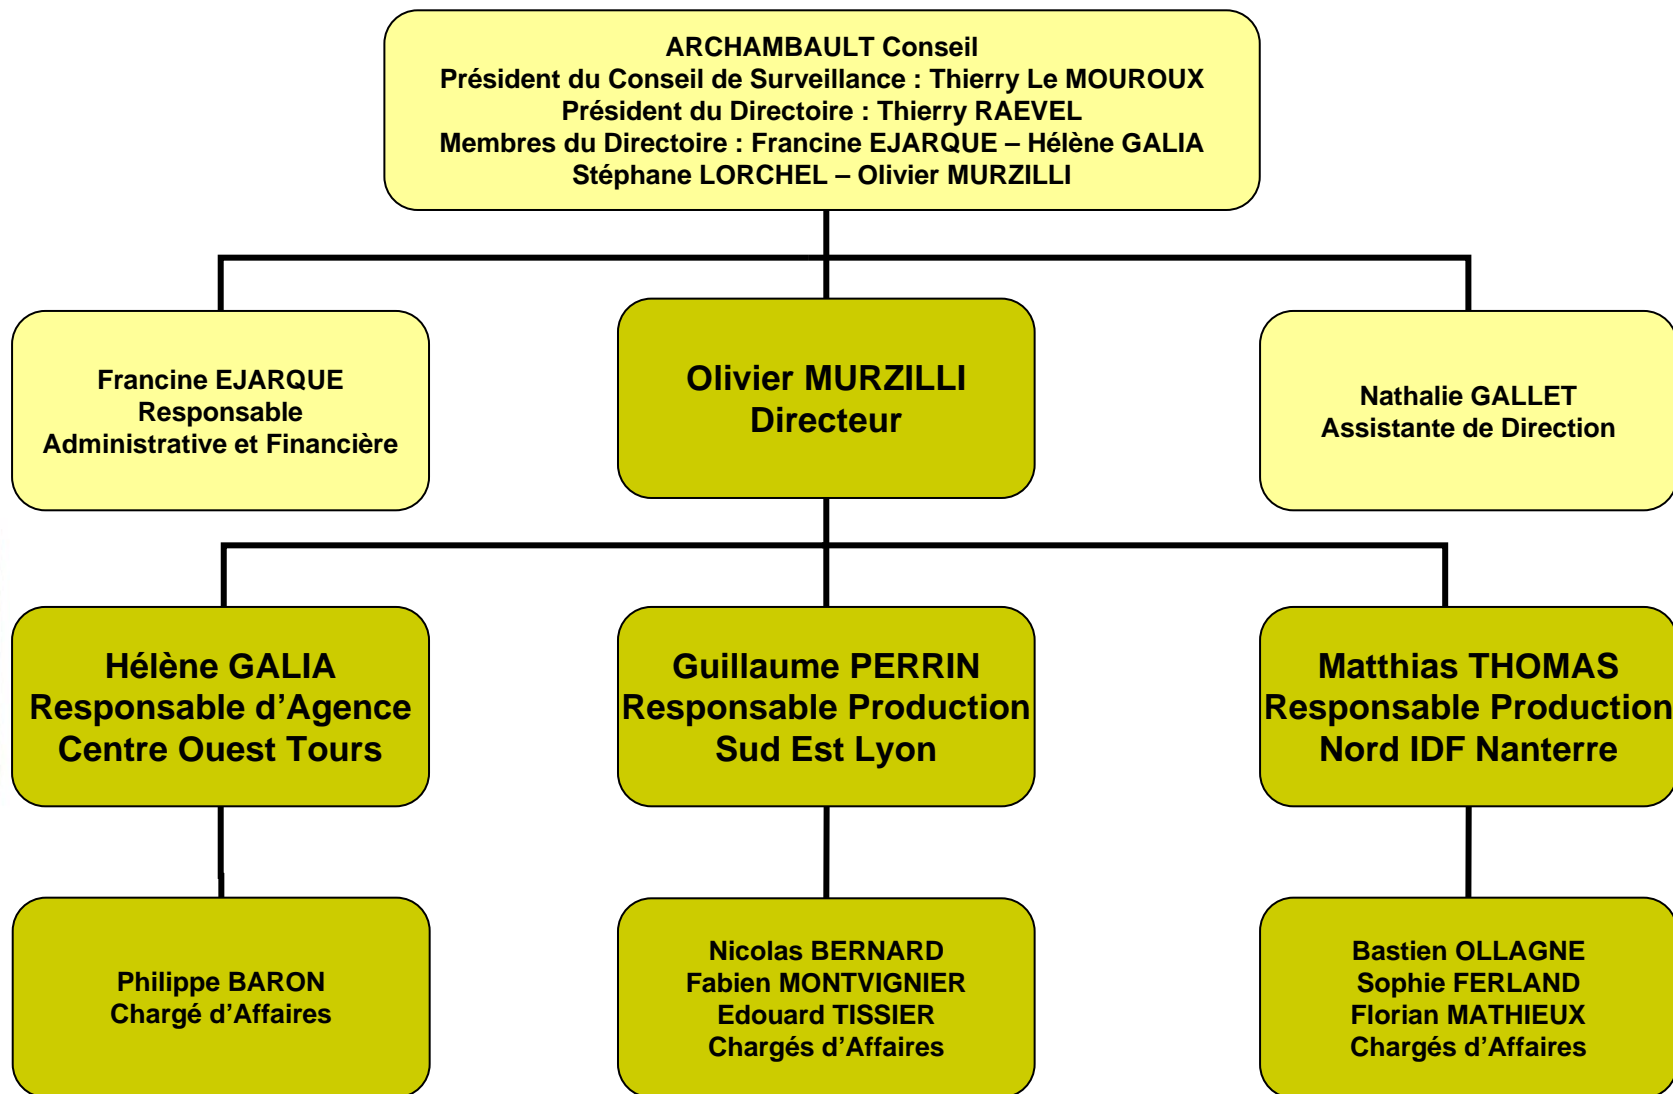 ARCHAMBAULT Conseil
Président du Conseil de Surveillance : Thierry Le MOUROUX
Président du Directoire : Thierry RAEVEL
Membres du Directoire : Francine EJARQUE – Hélène GALIA
Stéphane LORCHEL – Olivier MURZILLI
Francine EJARQUE
Responsable
Administrative et Financière
Olivier MURZILLI
Directeur
Nathalie GALLET
Assistante de Direction
Hélène GALIA
Responsable d’Agence
Centre Ouest Tours
Guillaume PERRIN
Responsable Production
Sud Est Lyon
Matthias THOMAS
Responsable Production
Nord IDF Nanterre
Philippe BARON
Chargé d’Affaires
Nicolas BERNARD
Fabien MONTVIGNIER
Edouard TISSIER
Chargés d’Affaires
Bastien OLLAGNE
Sophie FERLAND
Florian MATHIEUX
Chargés d’Affaires